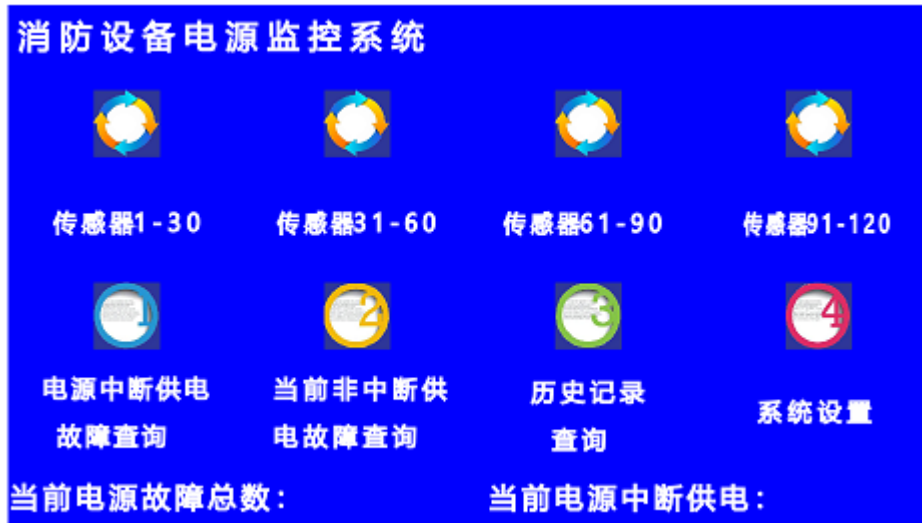 消防设备电源监控系统
传感器1-30 传感器31-60 传感器61-90 传感器91-120
1 2 3 4
电源中断供电 当前非中断供 历史记录 系统设置
故障查询 电故障查询 查询
当前电源故障总数： 当前电源中断供电：